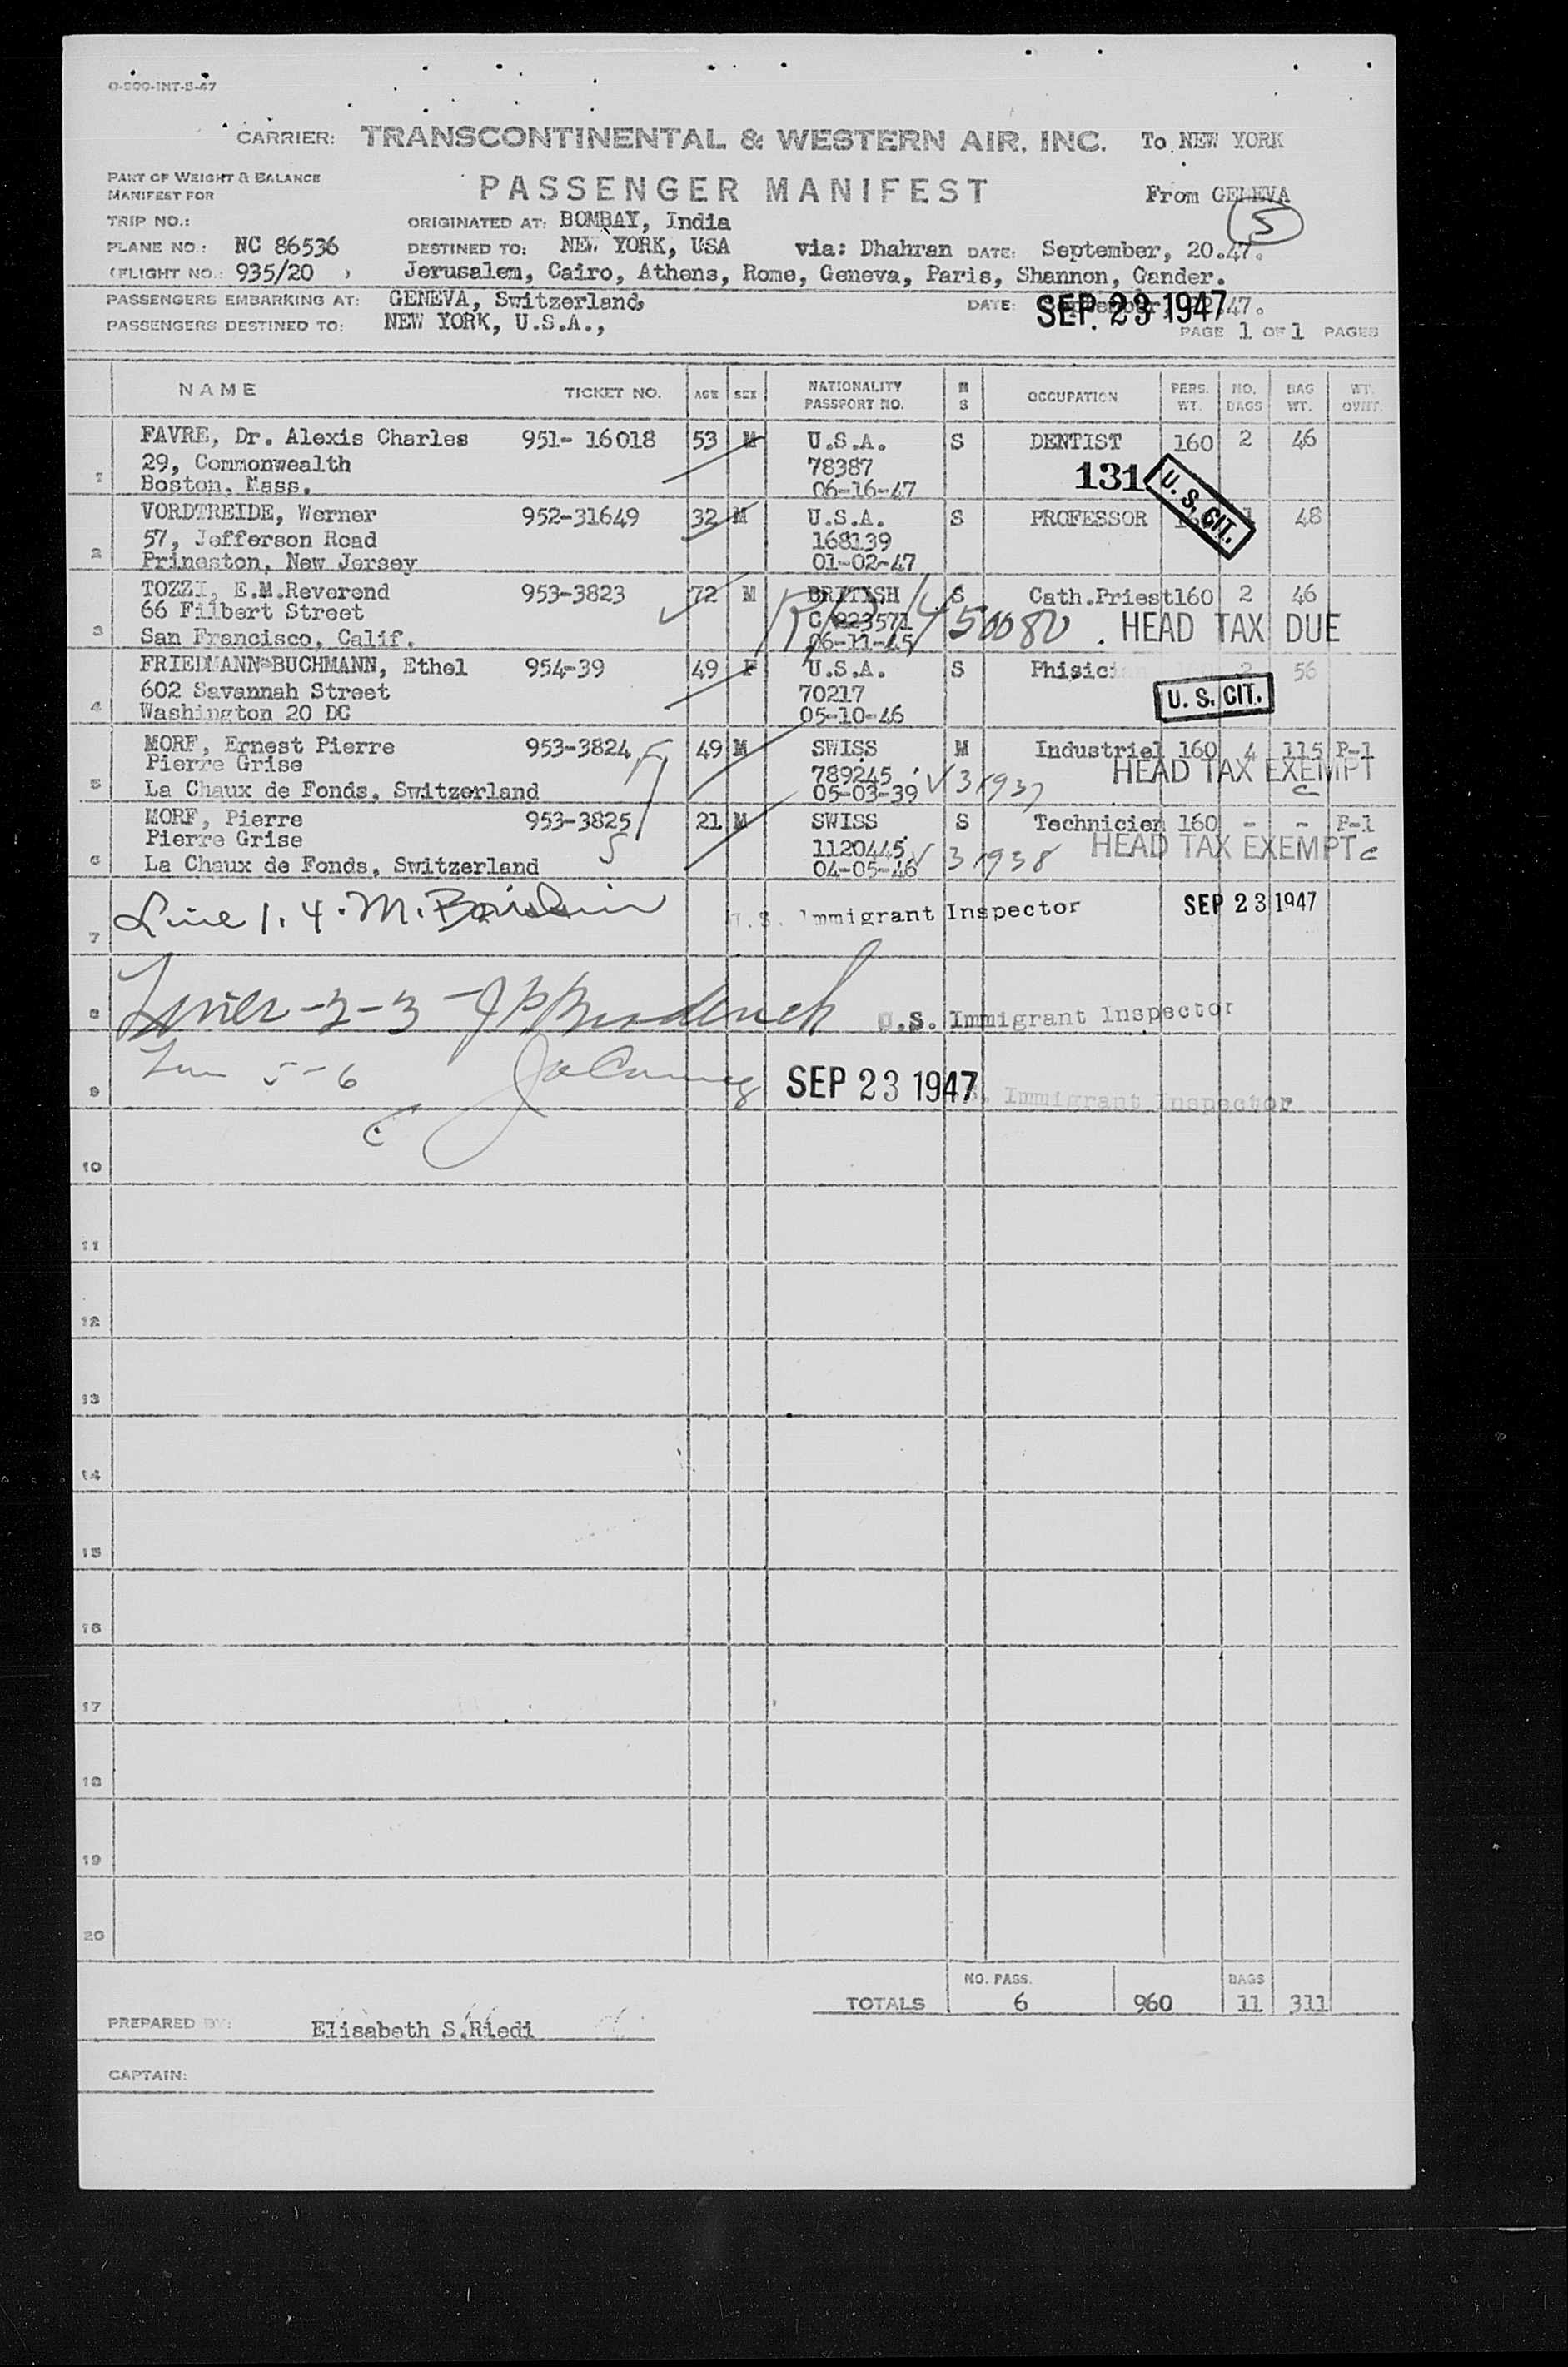 O-500-INT-8-47
CARRIER: TRANSCONTINENTAL & WESTERN AIR, INC. To NEW YORK
PART OF WEIGHT & BALANCE
MANIFEST FOR
PASSENGER MANIFEST From GENEVA
5
TRIP NO.: ORIGINATED AT: BOMBAY, India
PLANE NO.: NC 86536 DESTINED TO: NEW YORK, USA via: Dhahran DATE: September, 20.47.
(FLIGHT NO.: 935/20 ) Jerusalem, Cairo, Athens, Rome, Geneva, Paris, Shannon, Gander.
PASSENGERS EMBARKING AT: GENEVA, Switzerland, DATE: SEP. 23 1947
PASSENGERS DESTINED TO: NEW YORK, U.S.A.,
PAGE 1 OF 1 PAGES
NAME TICKET NO. AGE SEX NATIONALITY PASSPORT NO. M S OCCUPATION PERS. WT. NO. BAGS BAG WT. WT. OVNT.
FAVRE, Dr. Alexis Charles 951- 16018 53 M U.S.A. S DENTIST 160 2 46
29, Commonwealth 78387 131 U. S. CIT.
1 Boston, Mass. 06-16-47
VORDTREIDE, Werner 952-31649 32 M U.S.A. S PROFESSOR 48
57, Jefferson Road 168139
2 Prineston, New Jersey 01-02-47
TOZZI, E.M.Reverend 953-3823 72 M BRITISH S Cath.Priest 160 2 46
66 Filbert Street C 223571
HEAD TAX DUE
3 San Francisco, Calif. 06-11-45
FRIEDMANN-BUCHMANN, Ethel 954-39 49 F U.S.A. S Phisician 160 2 56
602 Savannah Street 70217 U. S. CIT.
4 Washington 20 DC 05-10-46
MORF, Ernest Pierre 953-3824 49 M SWISS M Industriel 160 4 115 P-1
Pierre Grise 789245 HEAD TAX EXEMPT
5 La Chaux de Fonds, Switzerland 05-03-39 31937 c
MORF, Pierre 953-3825 21 M SWISS S Technicien 160 - - P-1
Pierre Grise 1120445 31938 HEAD TAX EXEMPT c
6 La Chaux de Fonds, Switzerland 04-05-46
7 Line 1. 4. M. U.S. Immigrant Inspector SEP 23 1947
8 Lines -2-3 - U.S. Immigrant Inspector
9 5-6 SEP 23 1947 Immigrant Inspector
10
11
12
13
14
15
16
17
18
19
20
TOTALS NO. PASS. 6 960 BAGS 11 311
PREPARED BY: Elisabeth S.Riedi
CAPTAIN: